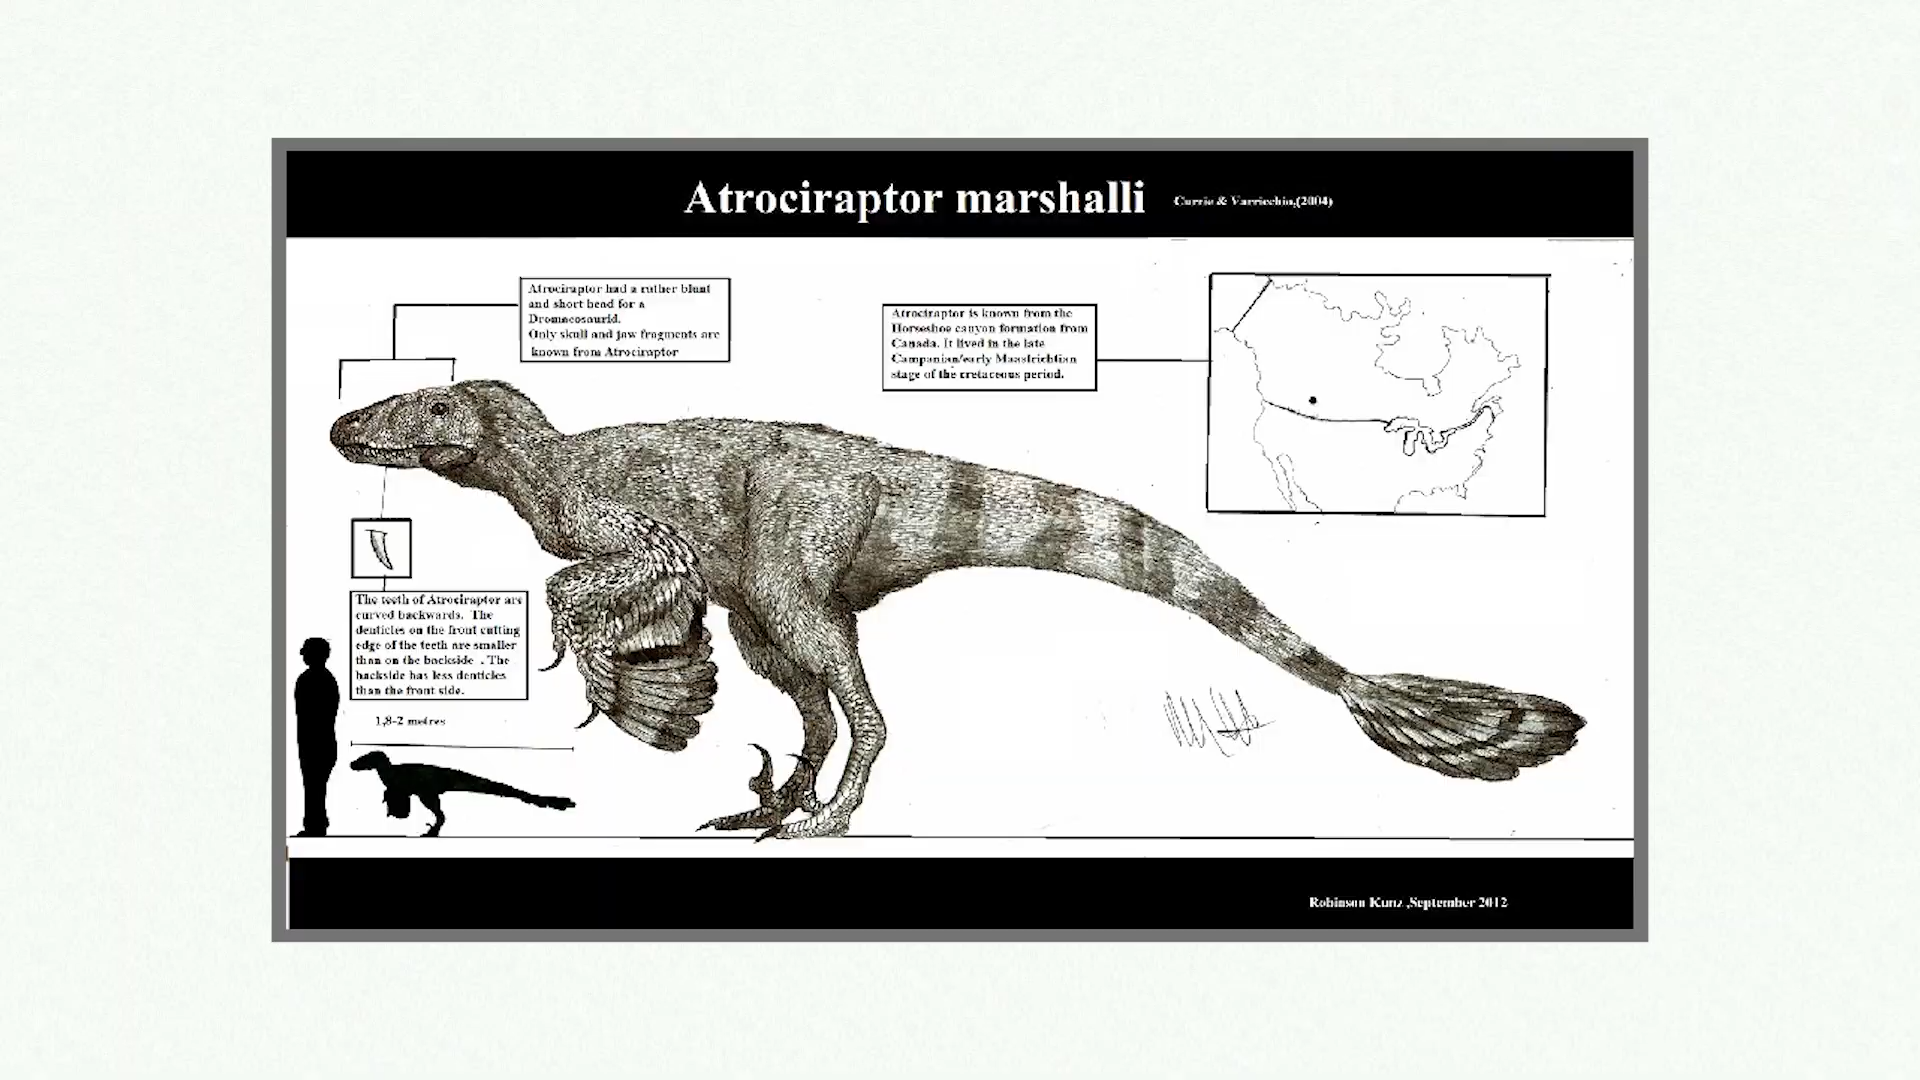 Atrociraptor marshalli
Currie & Varricchio,(2004)
Atrociraptor had a rather blunt
and short head for a
Dromaeosaurid.
Only skull and jaw fragments are
known from Atrociraptor
Atrociraptor is known from the
Horseshoe canyon formation from
Canada. It lived in the late
Campanian/early Maastrichtian
stage of the cretaceous period.
The teeth of Atrociraptor are
curved backwards. The
denticles on the front cutting
edge of the teeth are smaller
than on the backside . The
backside has less denticles
than the front side.
1,8-2 metres
Robinson Kunz ,September 2012